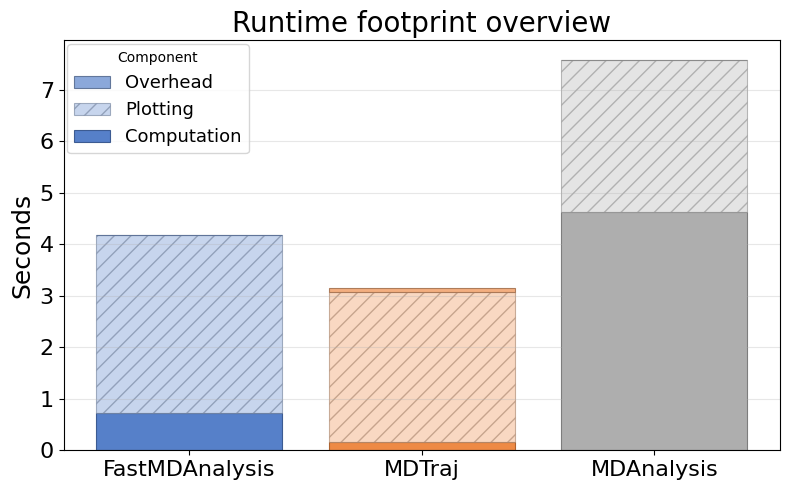 Runtime footprint overview
Component
Overhead
Plotting
Computation
Seconds
7
6
5
4
3
2
1
0
FastMDAnalysis
MDTraj
MDAnalysis